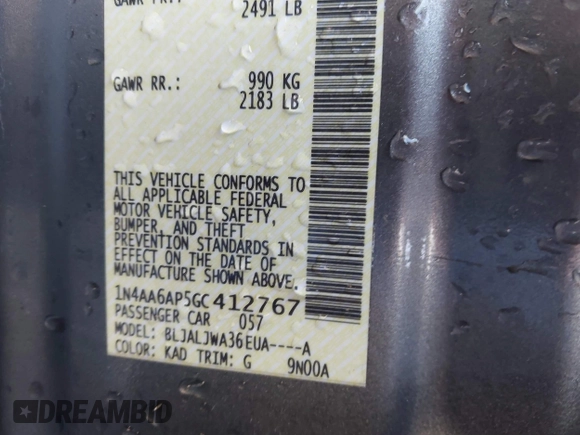 GAWR FR.:
2491 LB
GAWR RR.: 990 KG
2183 LB
THIS VEHICLE CONFORMS TO
ALL APPLICABLE FEDERAL
MOTOR VEHICLE SAFETY,
BUMPER, AND THEFT
PREVENTION STANDARDS IN
EFFECT ON THE DATE OF
MANUFACTURE SHOWN ABOVE.
1N4AA6AP5GC412767
PASSENGER CAR 057
MODEL: BLJALJWA36EUA----A
COLOR: KAD TRIM: G 9N00A
DREAMBID